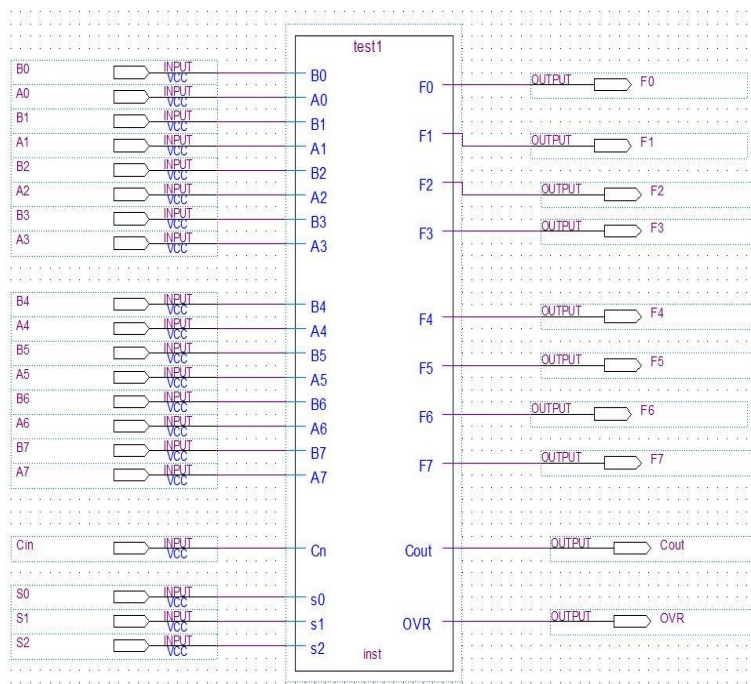 test1
B0 INPUT VCC B0 F0 OUTPUT F0
A0 INPUT VCC A0
B1 INPUT VCC B1 F1 OUTPUT F1
A1 INPUT VCC A1
B2 INPUT VCC B2 F2 OUTPUT F2
A2 INPUT VCC A2
B3 INPUT VCC B3 F3 OUTPUT F3
A3 INPUT VCC A3
B4 INPUT VCC B4 F4 OUTPUT F4
A4 INPUT VCC A4
B5 INPUT VCC B5 F5 OUTPUT F5
A5 INPUT VCC A5
B6 INPUT VCC B6 F6 OUTPUT F6
A6 INPUT VCC A6
B7 INPUT VCC B7 F7 OUTPUT F7
A7 INPUT VCC A7
Cin INPUT VCC Cn Cout OUTPUT Cout
S0 INPUT VCC s0
S1 INPUT VCC s1 OVR OUTPUT OVR
S2 INPUT VCC s2
inst